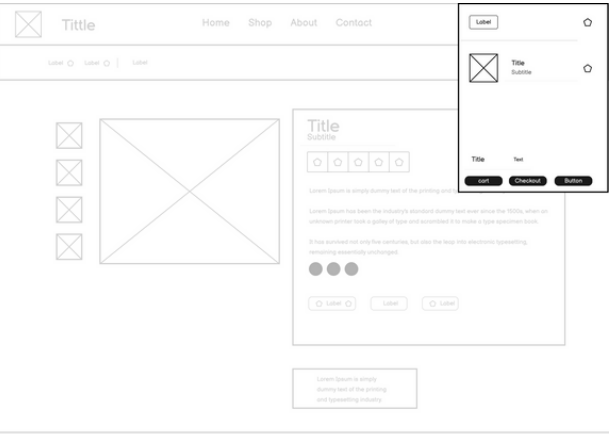 Tittle
Home Shop About Contact
Label Label Label
Title
Subtitle
Lorem Ipsum is simply dummy text of the printing and
Lorem Ipsum has been the industry's standard dummy text ever since the 1500s, when an
unknown printer took a galley of type and scrambled it to make a type specimen book.
It has survived not only five centuries, but also the leap into electronic typesetting,
remaining essentially unchanged.
Label Label Label
Lorem Ipsum is simply
dummy text of the printing
and typesetting industry
Label
Title
Subtitle
Title Text
cart Checkout Button